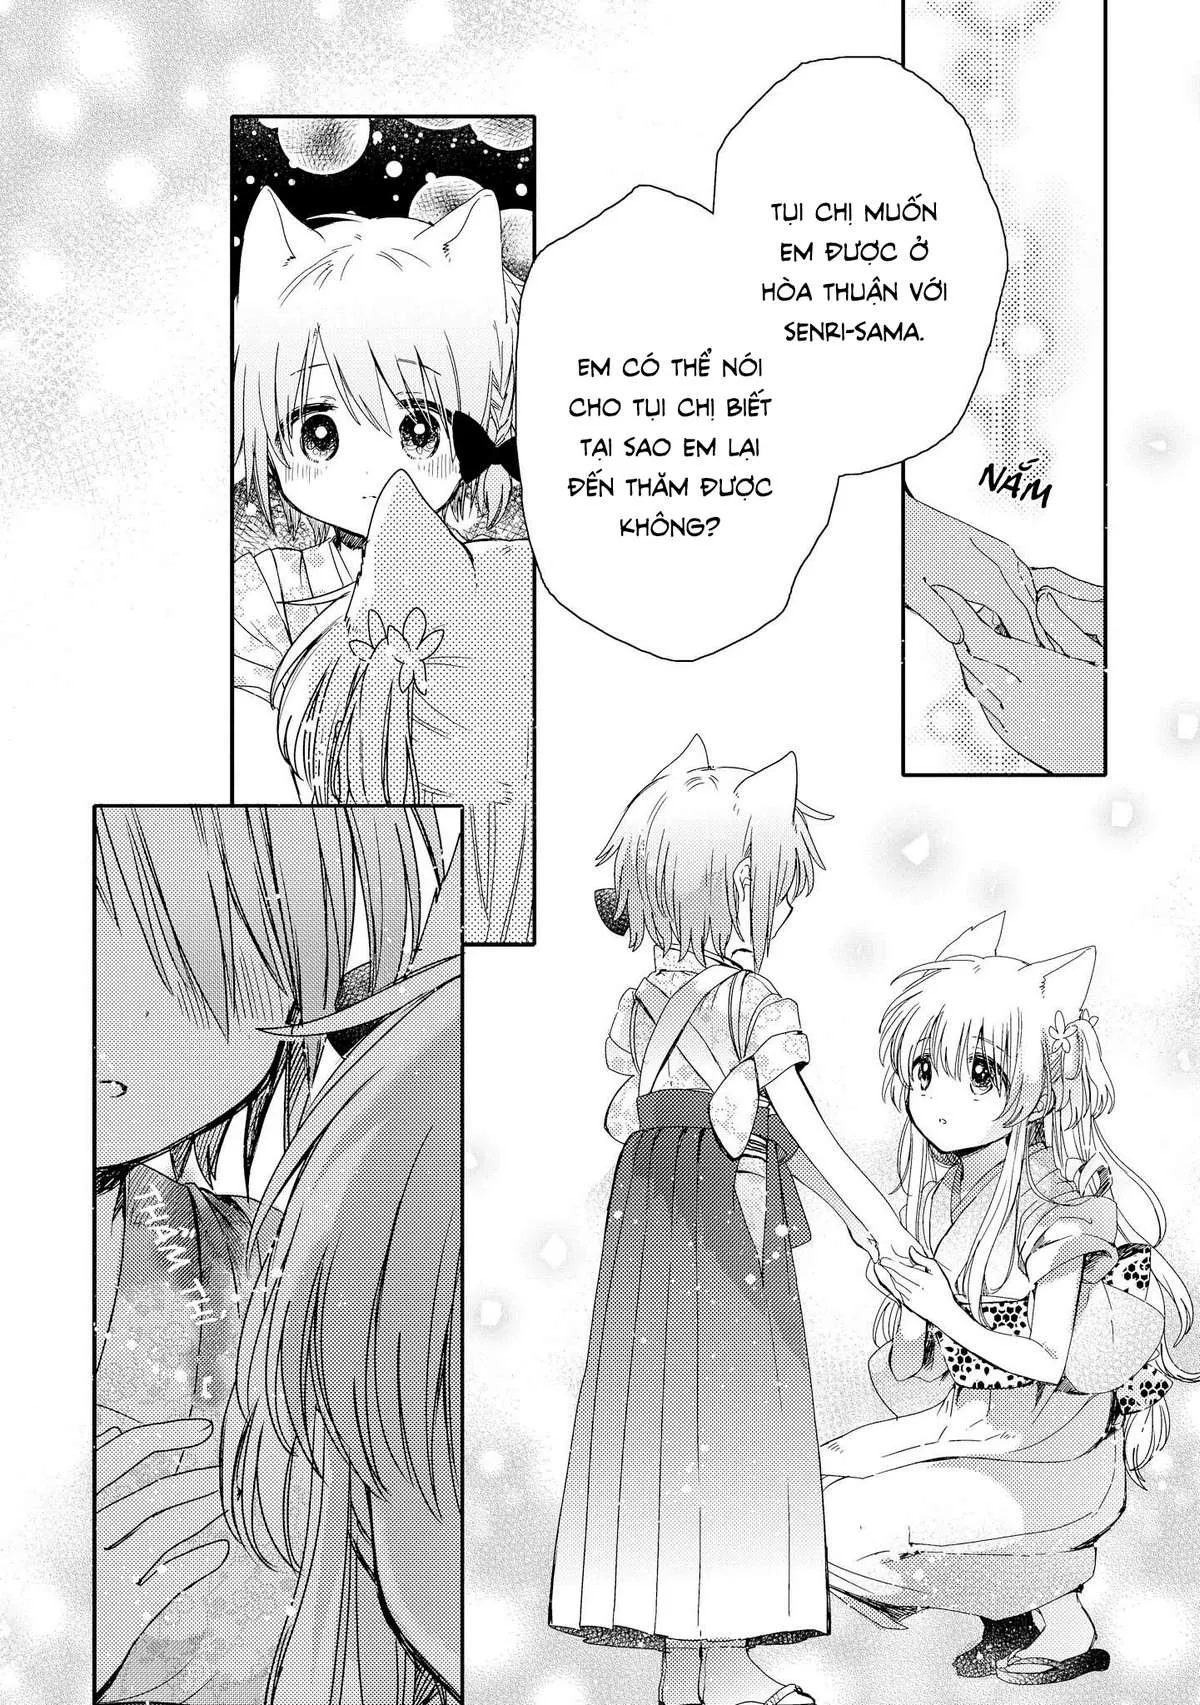 TỤI CHỊ MUỐN
EM ĐƯỢC Ở
HÒA THUẬN VỚI
SENRI-SAMA.
EM CÓ THỂ NÓI
CHO TỤI CHỊ BIẾT
TẠI SAO EM LẠI
ĐẾN THĂM ĐƯỢC
KHÔNG?
NẮM
THẦM THÌ